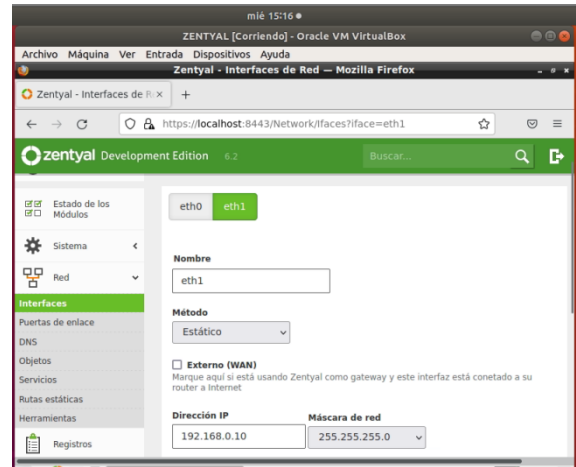 mié 15:16
ZENTYAL [Corriendo] - Oracle VM VirtualBox
Archivo Máquina Ver Entrada Dispositivos Ayuda
Zentyal - Interfaces de Red — Mozilla Firefox
Zentyal - Interfaces de R
https://localhost:8443/Network/Ifaces?iface=eth1
zentyal Development Edition 6.2
Buscar...
Estado de los
Módulos
eth0 eth1
Sistema
Nombre
Red
eth1
Interfaces
Método
Puertas de enlace
Estático
DNS
Objetos
Externo (WAN)
Servicios
Marque aquí si está usando Zentyal como gateway y este interfaz está conetado a su
router a Internet
Rutas estáticas
Herramientas
Dirección IP Máscara de red
192.168.0.10 255.255.255.0
Registros